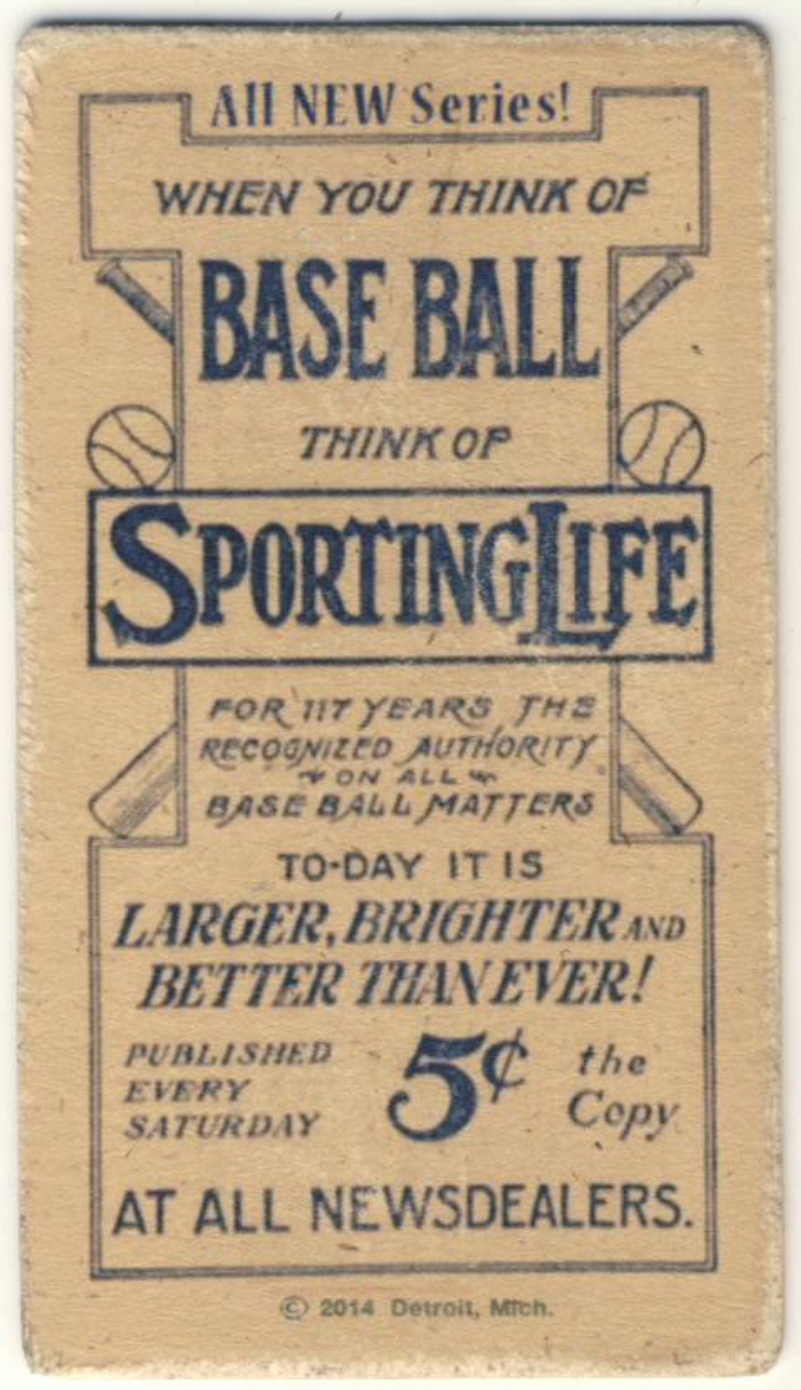 All NEW Series!
WHEN YOU THINK OF
BASE BALL
THINK OF
SPORTING LIFE
FOR 117 YEARS THE
RECOGNIZED AUTHORITY
ON ALL
BASE BALL MATTERS
TO-DAY IT IS
LARGER, BRIGHTER AND
BETTER THAN EVER!
PUBLISHED
EVERY
SATURDAY
5¢
the
Copy
AT ALL NEWSDEALERS.
© 2014 Detroit, Mich.